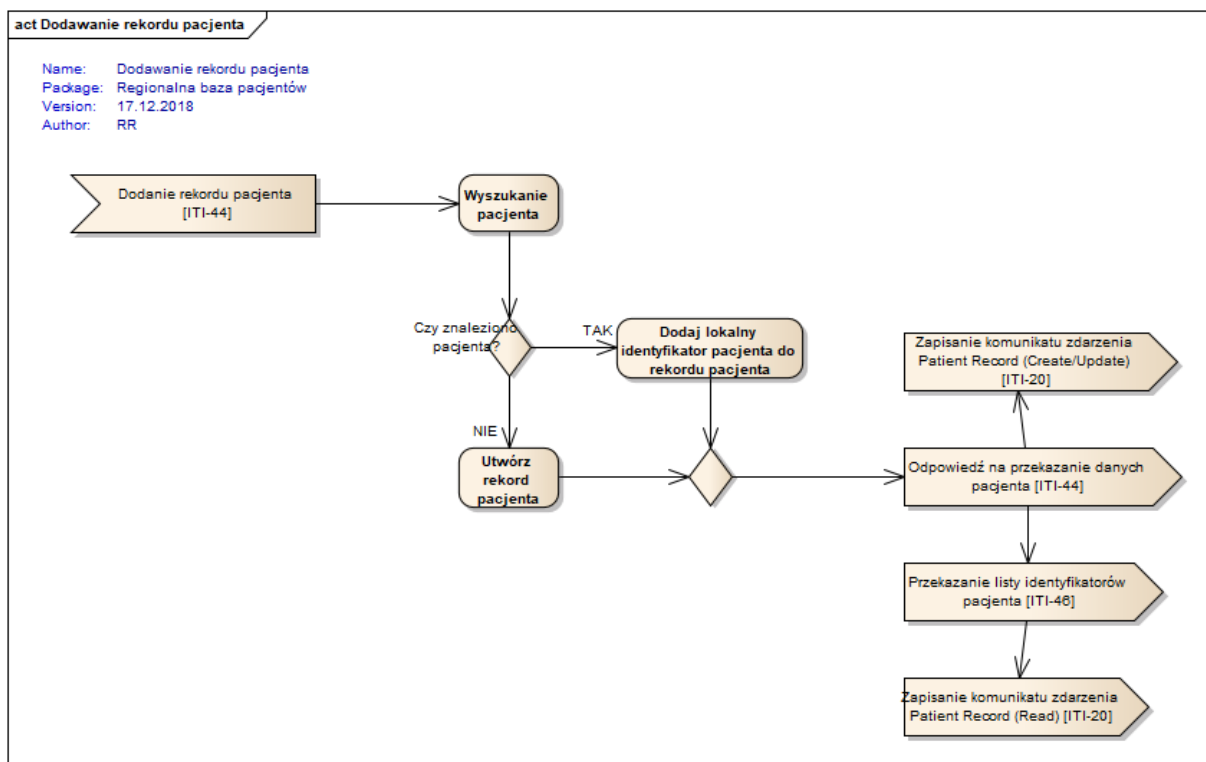 act Dodawanie rekordu pacjenta
Name: Dodawanie rekordu pacjenta
Package: Regionalna baza pacjentów
Version: 17.12.2018
Author: RR
Dodanie rekordu pacjenta
[ITI-44]
Wyszukanie
pacjenta
Czy znaleziono
pacjenta?
TAK
Dodaj lokalny
identyfikator pacjenta do
rekordu pacjenta
NIE
Utwórz
rekord
pacjenta
Zapisanie komunikatu zdarzenia
Patient Record (Create/Update)
[ITI-20]
Odpowiedź na przekazanie danych
pacjenta [ITI-44]
Przekazanie listy identyfikatorów
pacjenta [ITI-46]
Zapisanie komunikatu zdarzenia
Patient Record (Read) [ITI-20]